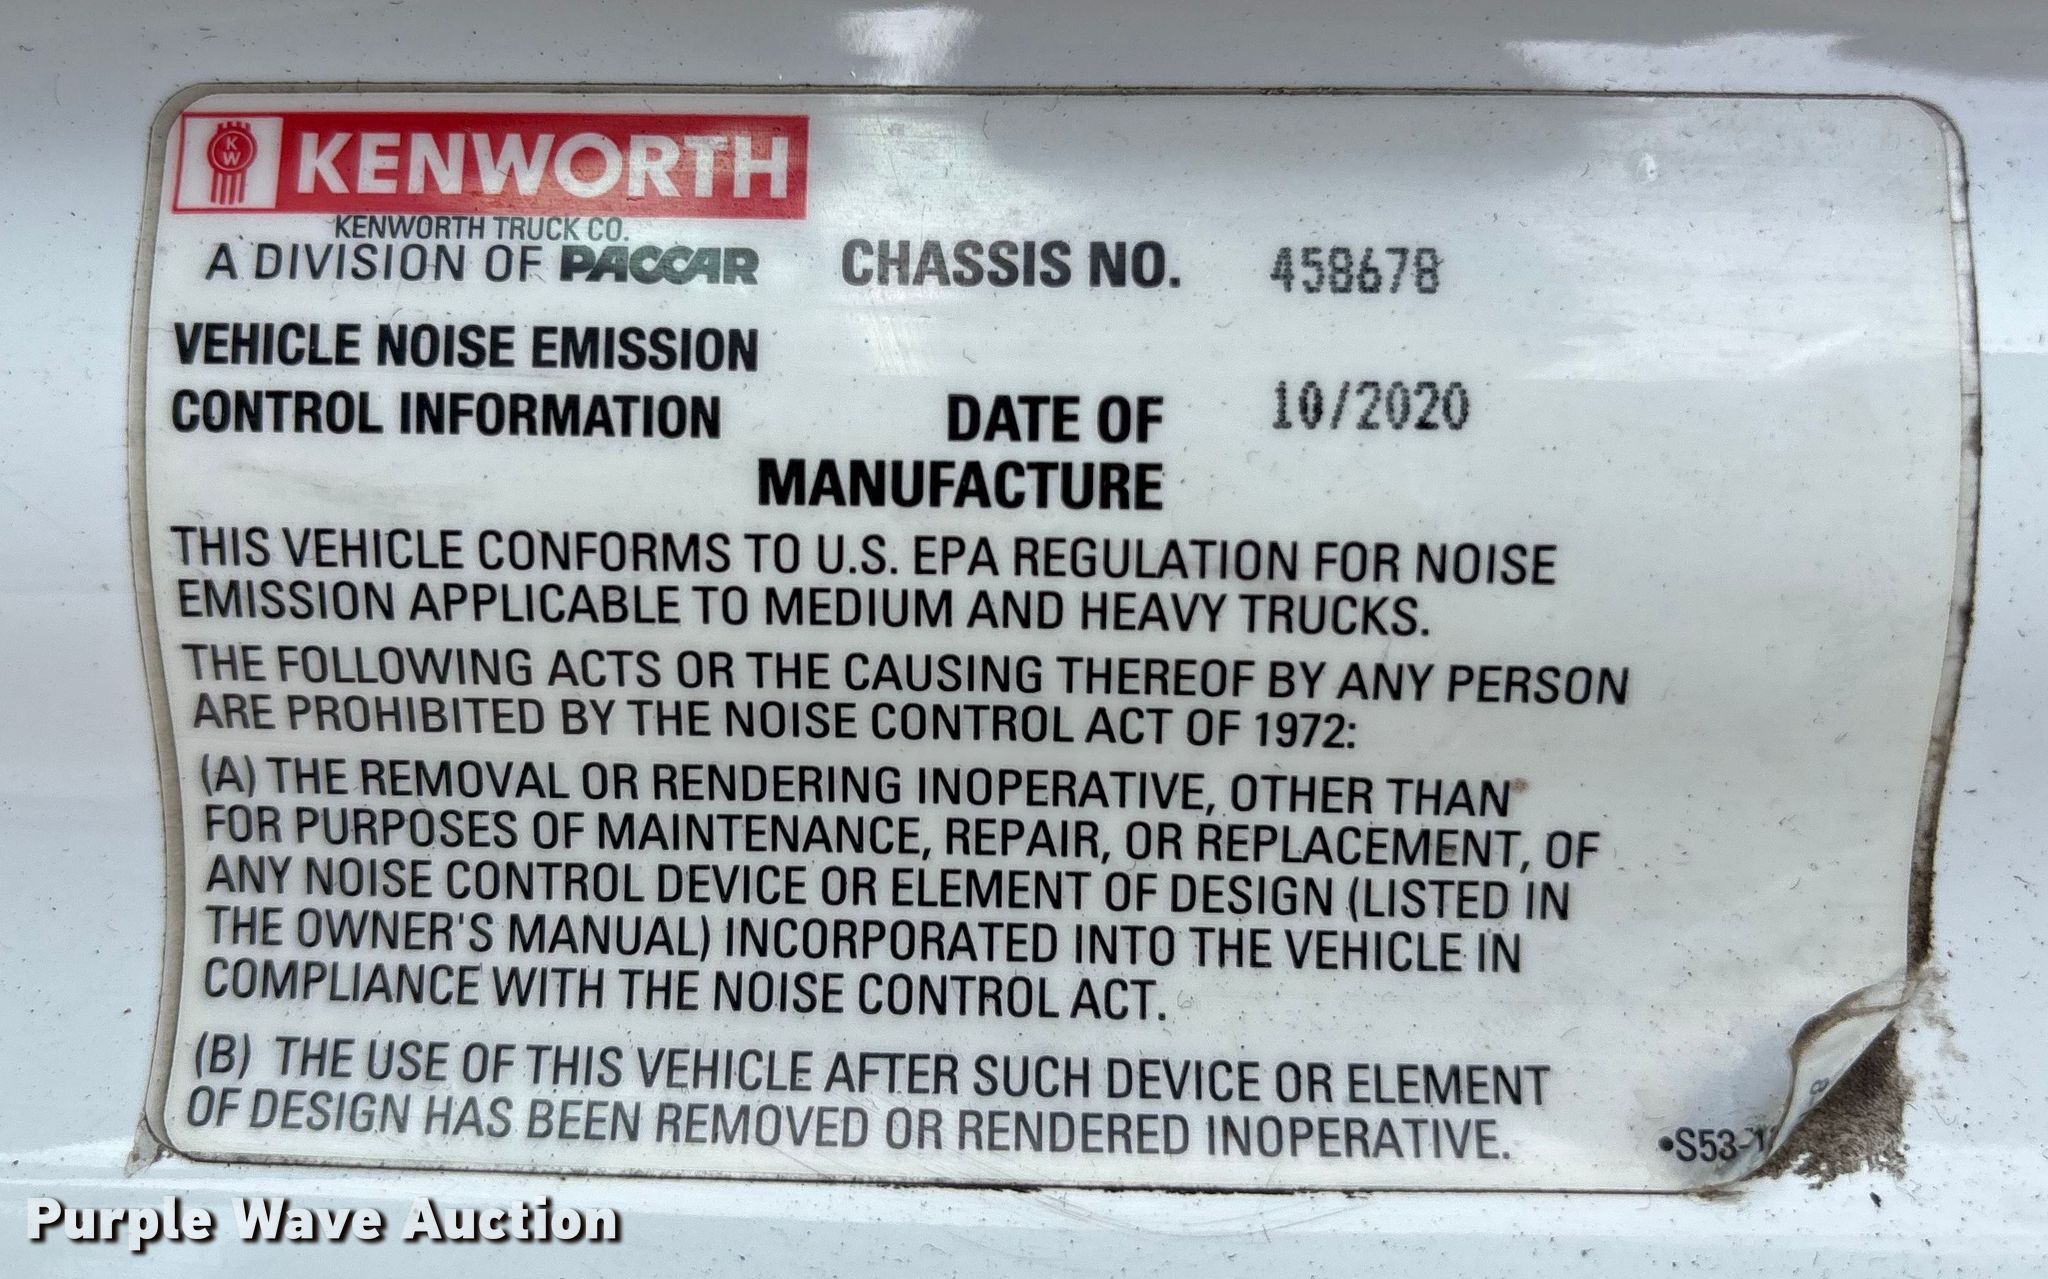 KW KENWORTH
KENWORTH TRUCK CO.
A DIVISION OF PACCAR
CHASSIS NO. 458678
VEHICLE NOISE EMISSION
CONTROL INFORMATION
DATE OF 10/2020
MANUFACTURE
THIS VEHICLE CONFORMS TO U.S. EPA REGULATION FOR NOISE
EMISSION APPLICABLE TO MEDIUM AND HEAVY TRUCKS.
THE FOLLOWING ACTS OR THE CAUSING THEREOF BY ANY PERSON
ARE PROHIBITED BY THE NOISE CONTROL ACT OF 1972:
(A) THE REMOVAL OR RENDERING INOPERATIVE, OTHER THAN
FOR PURPOSES OF MAINTENANCE, REPAIR, OR REPLACEMENT, OF
ANY NOISE CONTROL DEVICE OR ELEMENT OF DESIGN (LISTED IN
THE OWNER'S MANUAL) INCORPORATED INTO THE VEHICLE IN
COMPLIANCE WITH THE NOISE CONTROL ACT.
(B) THE USE OF THIS VEHICLE AFTER SUCH DEVICE OR ELEMENT
OF DESIGN HAS BEEN REMOVED OR RENDERED INOPERATIVE.
Purple Wave Auction